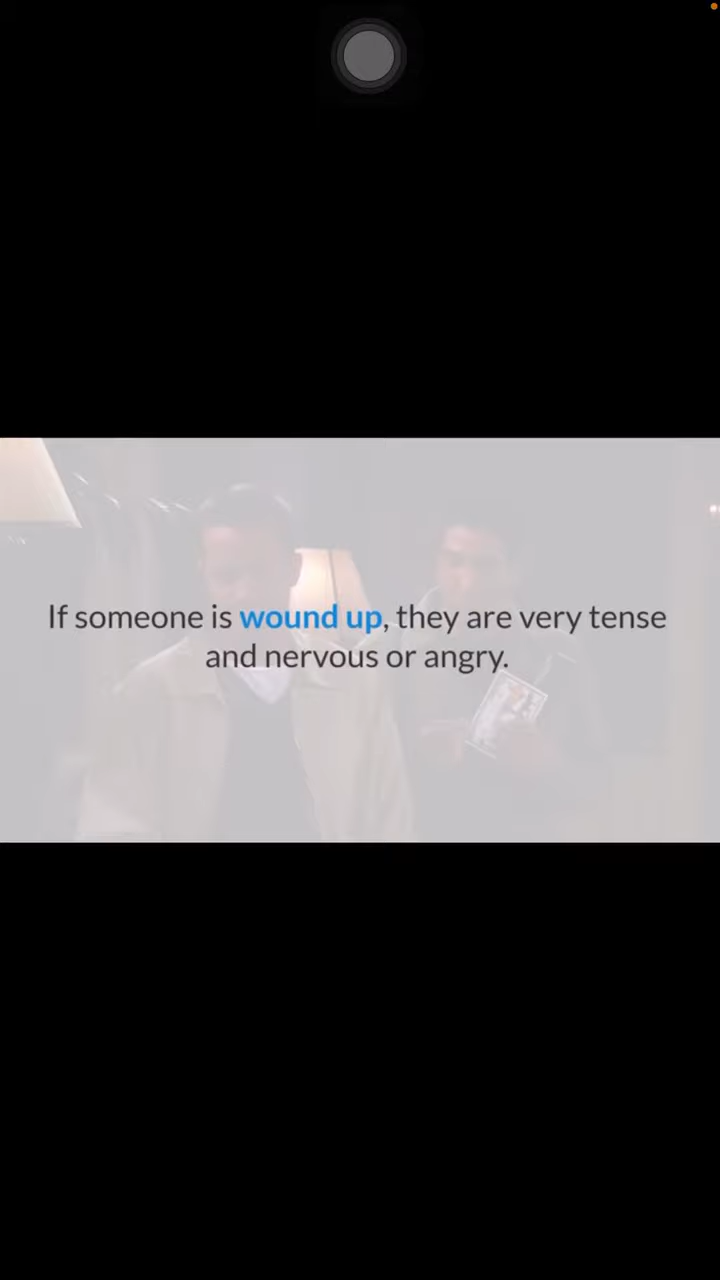 If someone is wound up, they are very tense
and nervous or angry.